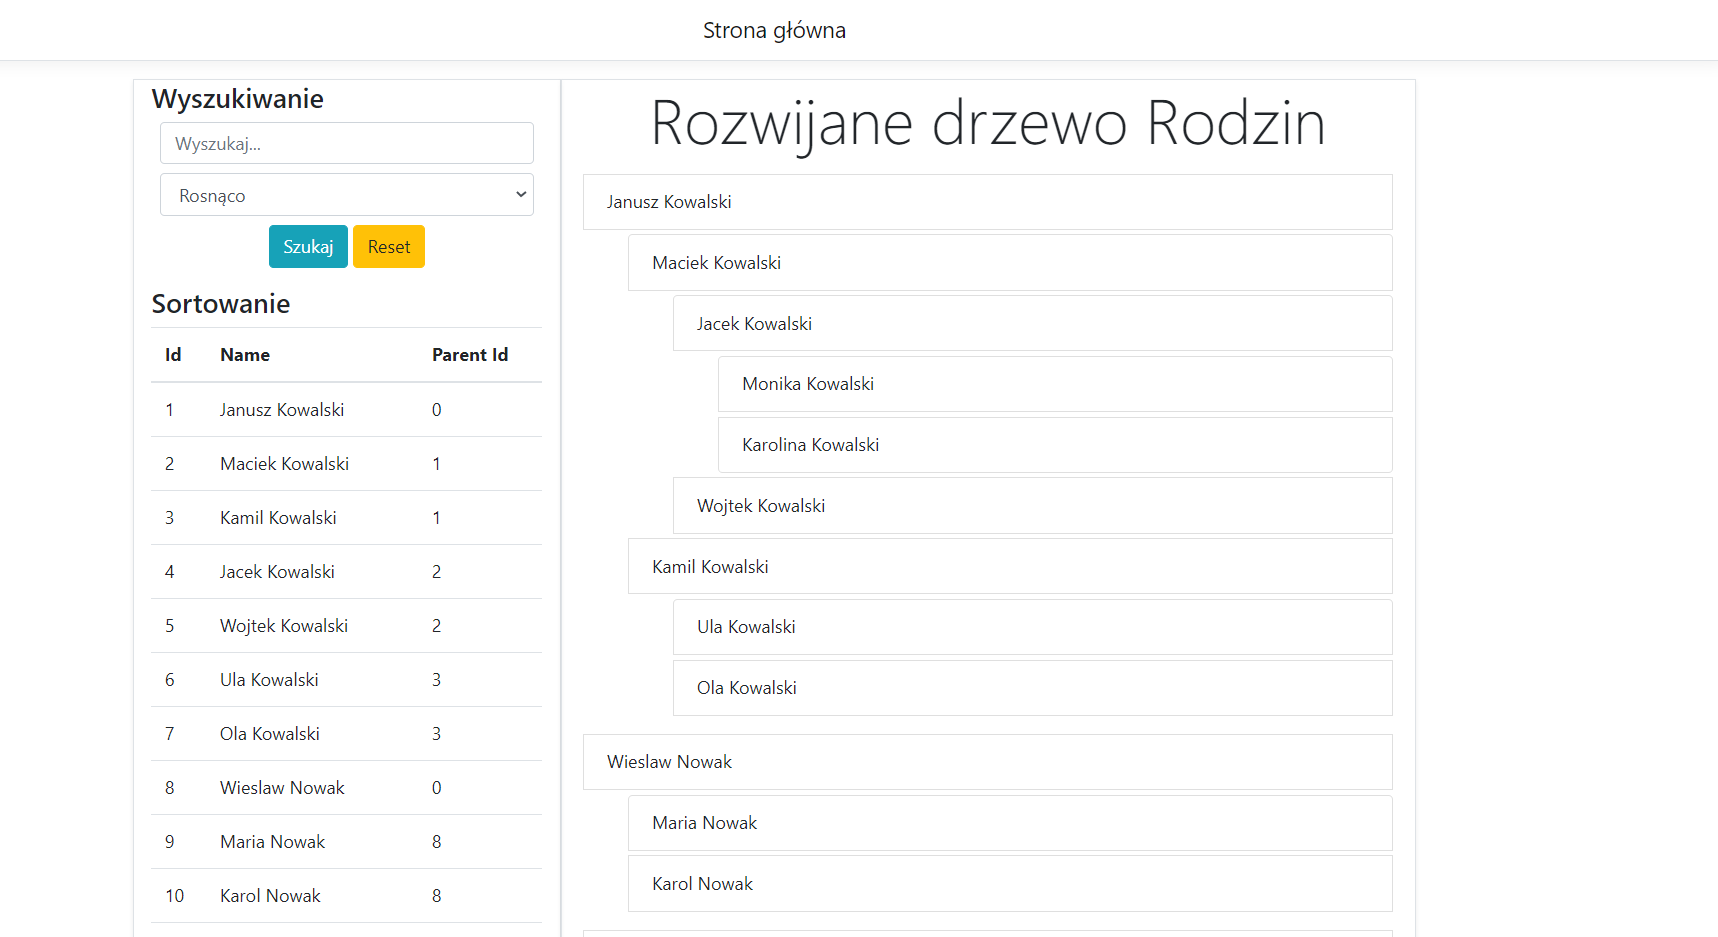 Strona główna
Wyszukiwanie
Wyszukaj...
Rosnąco
Szukaj Reset
Sortowanie
Id Name Parent Id
1 Janusz Kowalski 0
2 Maciek Kowalski 1
3 Kamil Kowalski 1
4 Jacek Kowalski 2
5 Wojtek Kowalski 2
6 Ula Kowalski 3
7 Ola Kowalski 3
8 Wieslaw Nowak 0
9 Maria Nowak 8
10 Karol Nowak 8
Rozwijane drzewo Rodzin
Janusz Kowalski
Maciek Kowalski
Jacek Kowalski
Monika Kowalski
Karolina Kowalski
Wojtek Kowalski
Kamil Kowalski
Ula Kowalski
Ola Kowalski
Wieslaw Nowak
Maria Nowak
Karol Nowak